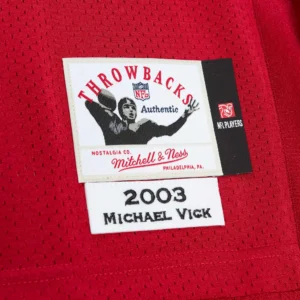 THROWBACKS
NFL
Authentic
NFL PLAYERS
NOSTALGIA CO.
Mitchell & Ness
PHILADELPHIA, PA.
2003
MICHAEL VICK